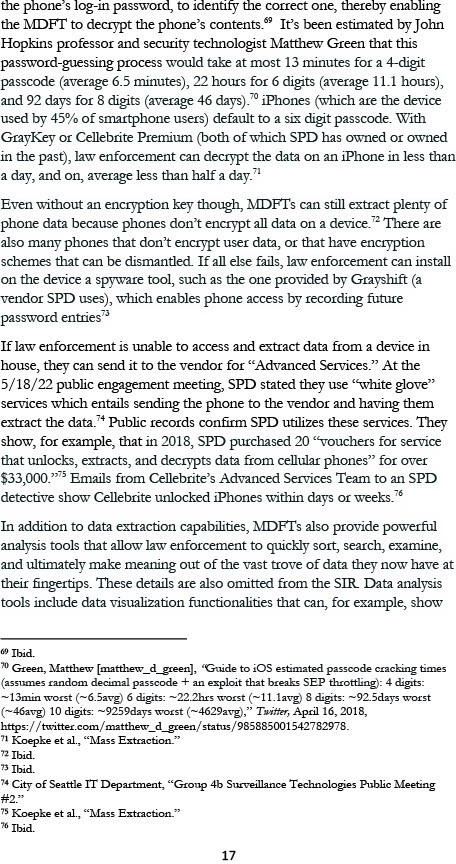 the phone's log-in password, to identify the correct one, thereby enabling
the MDFT to decrypt the phone's contents.⁶⁹ It's been estimated by John
Hopkins professor and security technologist Matthew Green that this
password-guessing process would take at most 13 minutes for a 4-digit
passcode (average 6.5 minutes), 22 hours for 6 digits (average 11.1 hours),
and 92 days for 8 digits (average 46 days).⁷⁰ iPhones (which are the device
used by 45% of smartphone users) default to a six digit passcode. With
GrayKey or Cellebrite Premium (both of which SPD has owned or owned
in the past), law enforcement can decrypt the data on an iPhone in less than
a day, and on, average less than half a day.⁷¹
Even without an encryption key though, MDFTs can still extract plenty of
phone data because phones don't encrypt all data on a device.⁷² There are
also many phones that don't encrypt user data, or that have encryption
schemes that can be dismantled. If all else fails, law enforcement can install
on the device a spyware tool, such as the one provided by Grayshift (a
vendor SPD uses), which enables phone access by recording future
password entries⁷³
If law enforcement is unable to access and extract data from a device in
house, they can send it to the vendor for “Advanced Services.” At the
5/18/22 public engagement meeting, SPD stated they use “white glove”
services which entails sending the phone to the vendor and having them
extract the data.⁷⁴ Public records confirm SPD utilizes these services. They
show, for example, that in 2018, SPD purchased 20 “vouchers for service
that unlocks, extracts, and decrypts data from cellular phones” for over
$33,000.”⁷⁵ Emails from Cellebrite's Advanced Services Team to an SPD
detective show Cellebrite unlocked iPhones within days or weeks.⁷⁶
In addition to data extraction capabilities, MDFTs also provide powerful
analysis tools that allow law enforcement to quickly sort, search, examine,
and ultimately make meaning out of the vast trove of data they now have at
their fingertips. These details are also omitted from the SIR. Data analysis
tools include data visualization functionalities that can, for example, show
⁶⁹ Ibid.
⁷⁰ Green, Matthew [matthew_d_green], “Guide to iOS estimated passcode cracking times
(assumes random decimal passcode + an exploit that breaks SEP throttling): 4 digits:
~13min worst (~6.5avg) 6 digits: ~22.2hrs worst (~11.1avg) 8 digits: ~92.5days worst
(~46avg) 10 digits: ~9259days worst (~4629avg),” Twitter, April 16, 2018,
https://twitter.com/matthew_d_green/status/985885001542782978.
⁷¹ Koepke et al., “Mass Extraction.”
⁷² Ibid.
⁷³ Ibid.
⁷⁴ City of Seattle IT Department, “Group 4b Surveillance Technologies Public Meeting
#2.”
⁷⁵ Koepke et al., “Mass Extraction.”
⁷⁶ Ibid.
17